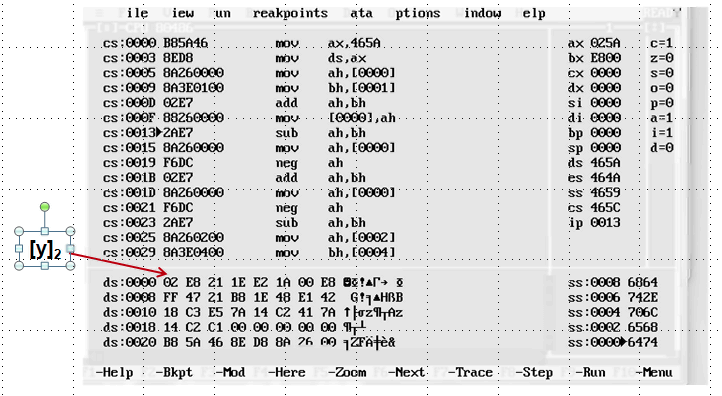 ile iew un reakpoints ata ptions indow elp READY
cs:0000 B85A46 mov ax,465A ax 025A c=1
cs:0003 8ED8 mov ds,ax bx E800 z=0
cs:0005 8A260000 mov ah,[0000] cx 0000 s=0
cs:0009 8A3E0100 mov bh,[0001] dx 0000 o=0
cs:000D 02E7 add ah,bh si 0000 p=0
cs:000F 88260000 mov [0000],ah di 0000 a=1
cs:0013►2AE7 sub ah,bh bp 0000 i=1
cs:0015 8A260000 mov ah,[0000] sp 0000 d=0
cs:0019 F6DC neg ah ds 465A
cs:001B 02E7 add ah,bh es 464A
cs:001D 8A260000 mov ah,[0000] ss 4659
cs:0021 F6DC neg ah cs 465C
cs:0023 2AE7 sub ah,bh ip 0013
cs:0025 8A260200 mov ah,[0002]
cs:0029 8A3E0400 mov bh,[0004]
[y]₂
ds:0000 02 E8 21 1E E2 1A 00 E8 ss:0008 6864
ds:0008 FF 47 21 B8 1E 48 E1 42 ss:0006 742E
ds:0010 18 C3 E5 7A 14 C2 41 7A ss:0004 706C
ds:0018 14 C2 C1 00 00 00 00 00 ss:0002 6568
ds:0020 B8 5A 46 8E D8 8A 26 00 ss:0000►6474
-Help -Bkpt -Mod -Here -Zoom -Next -Trace -Step -Run -Menu